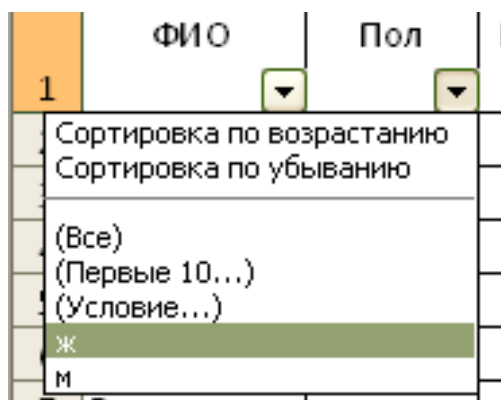 ФИО Пол
1
Сортировка по возрастанию
Сортировка по убыванию
(Все)
(Первые 10...)
(Условие...)
ж
м